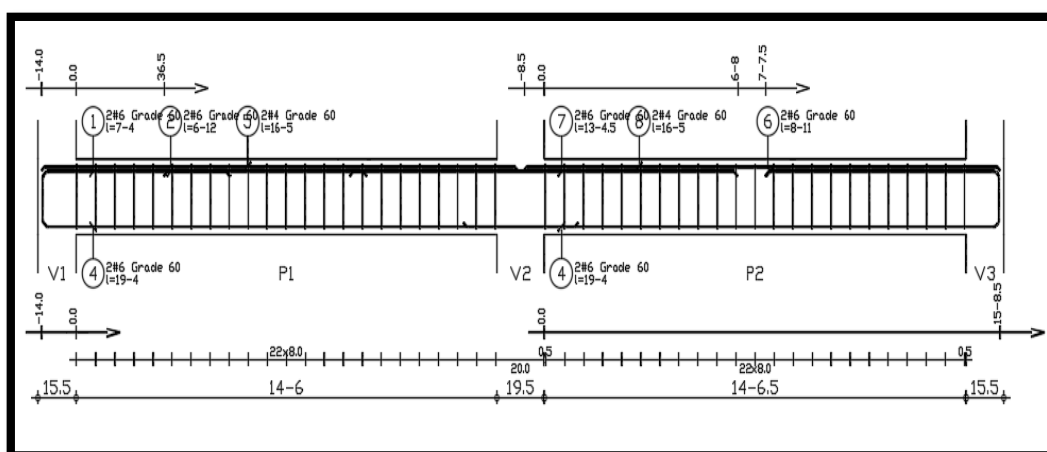 -14.0 0.0 36.5 -8.5 0.0 6-8 7-7.5
1 2#6 Grade 60 l=7-4
2 2#6 Grade 60 l=6-12
3 2#4 Grade 60 l=16-5
7 2#6 Grade 60 l=13-4.5
8 2#4 Grade 60 l=16-5
6 2#6 Grade 60 l=8-11
4 2#6 Grade 60 l=19-4
4 2#6 Grade 60 l=19-4
V1 P1 V2 P2 V3
-14.0 0.0 0.0 15-8.5
22x8.0 0.5 0.5
20.0 22x8.0
15.5 14-6 19.5 14-6.5 15.5